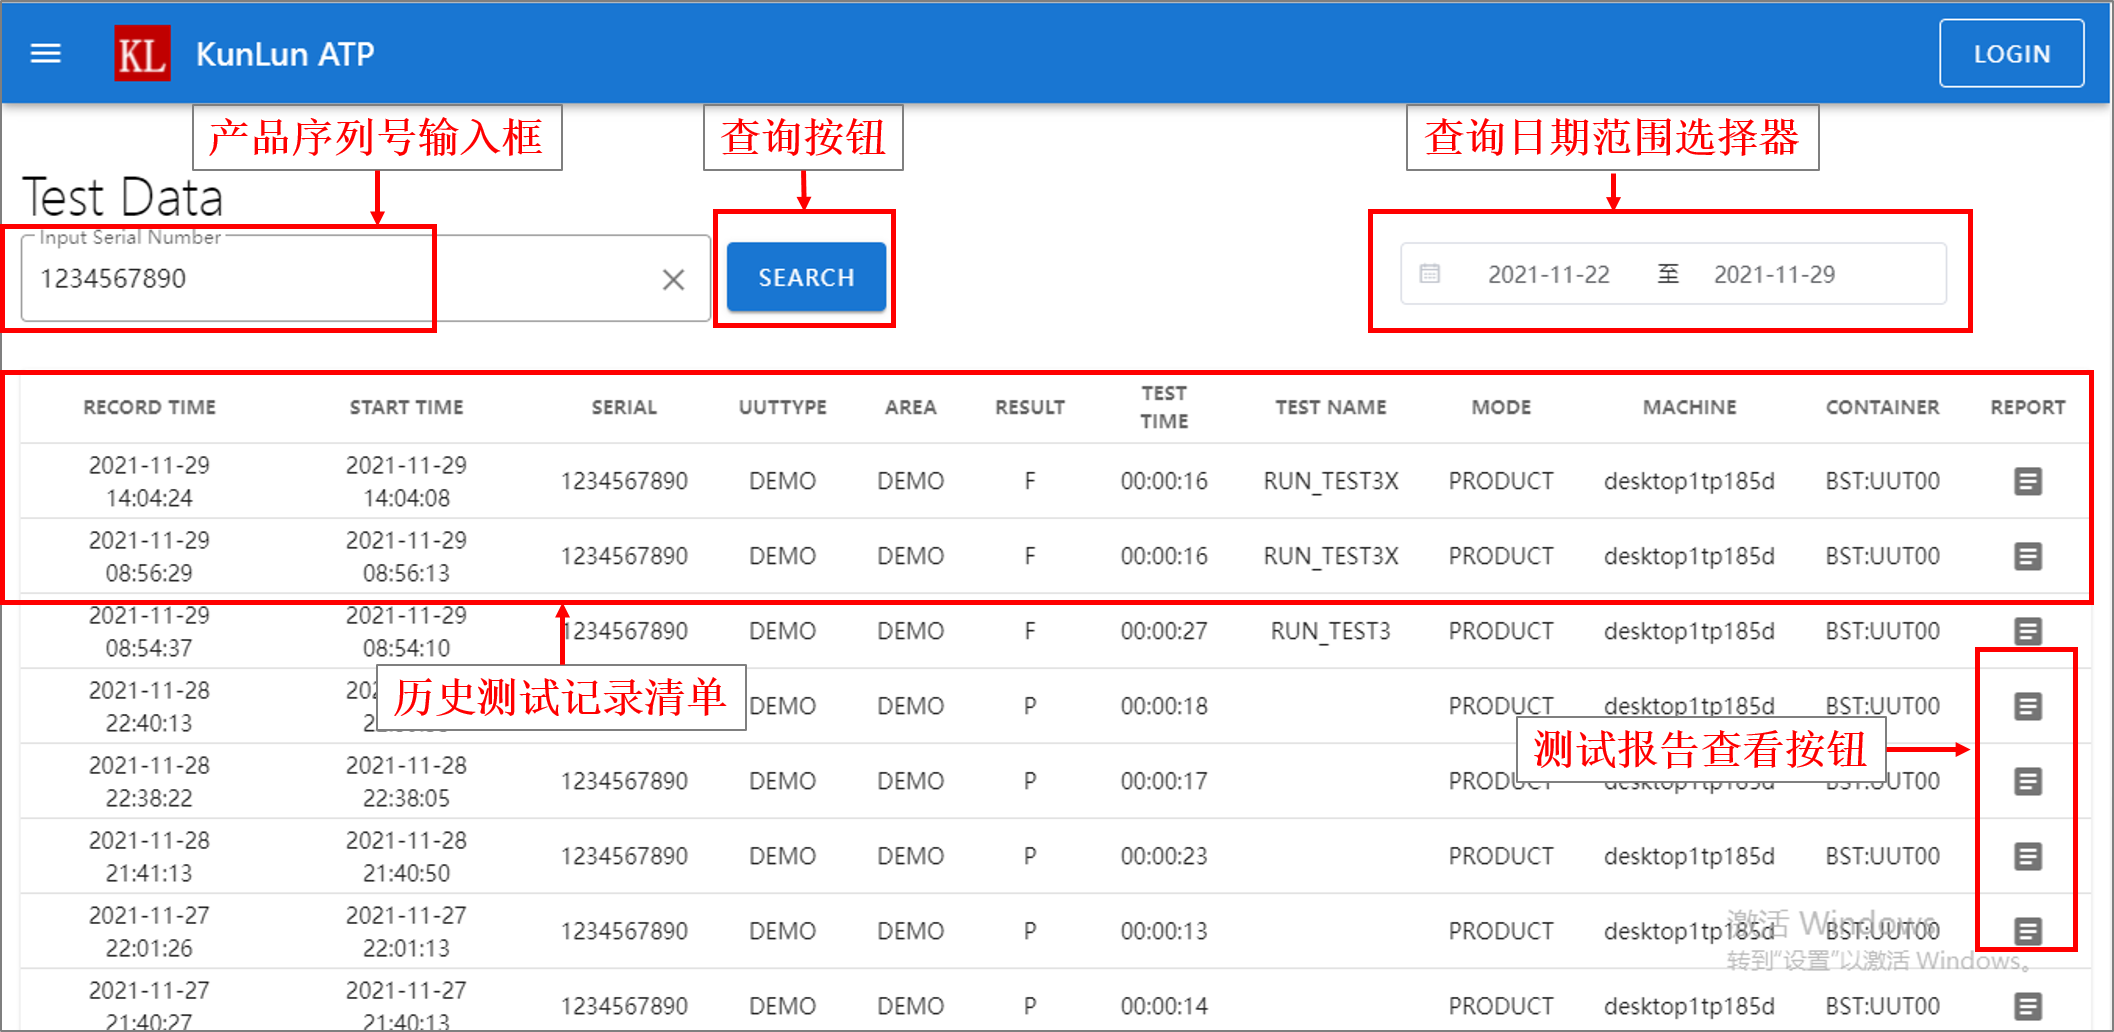 KL KunLun ATP LOGIN
产品序列号输入框 查询按钮 查询日期范围选择器
Test Data
Input Serial Number
1234567890 SEARCH 2021-11-22 至 2021-11-29
RECORD TIME START TIME SERIAL UUTTYPE AREA RESULT TEST TIME TEST NAME MODE MACHINE CONTAINER REPORT
2021-11-29 14:04:24 2021-11-29 14:04:08 1234567890 DEMO DEMO F 00:00:16 RUN_TEST3X PRODUCT desktop1tp185d BST:UUT00
2021-11-29 08:56:29 2021-11-29 08:56:13 1234567890 DEMO DEMO F 00:00:16 RUN_TEST3X PRODUCT desktop1tp185d BST:UUT00
2021-11-29 08:54:37 2021-11-29 08:54:10 1234567890 DEMO DEMO F 00:00:27 RUN_TEST3 PRODUCT desktop1tp185d BST:UUT00
历史测试记录清单
2021-11-28 22:40:13 DEMO DEMO P 00:00:18 PRODUCT desktop1tp185d BST:UUT00
测试报告查看按钮
2021-11-28 22:38:22 2021-11-28 22:38:05 1234567890 DEMO DEMO P 00:00:17 PRODUCT desktop1tp185d BST:UUT00
2021-11-28 21:41:13 2021-11-28 21:40:50 1234567890 DEMO DEMO P 00:00:23 PRODUCT desktop1tp185d BST:UUT00
2021-11-27 22:01:26 2021-11-27 22:01:13 1234567890 DEMO DEMO P 00:00:13 PRODUCT desktop1tp185d BST:UUT00
激活 Windows
转到“设置”以激活 Windows。
2021-11-27 21:40:27 2021-11-27 21:40:13 1234567890 DEMO DEMO P 00:00:14 PRODUCT desktop1tp185d BST:UUT00